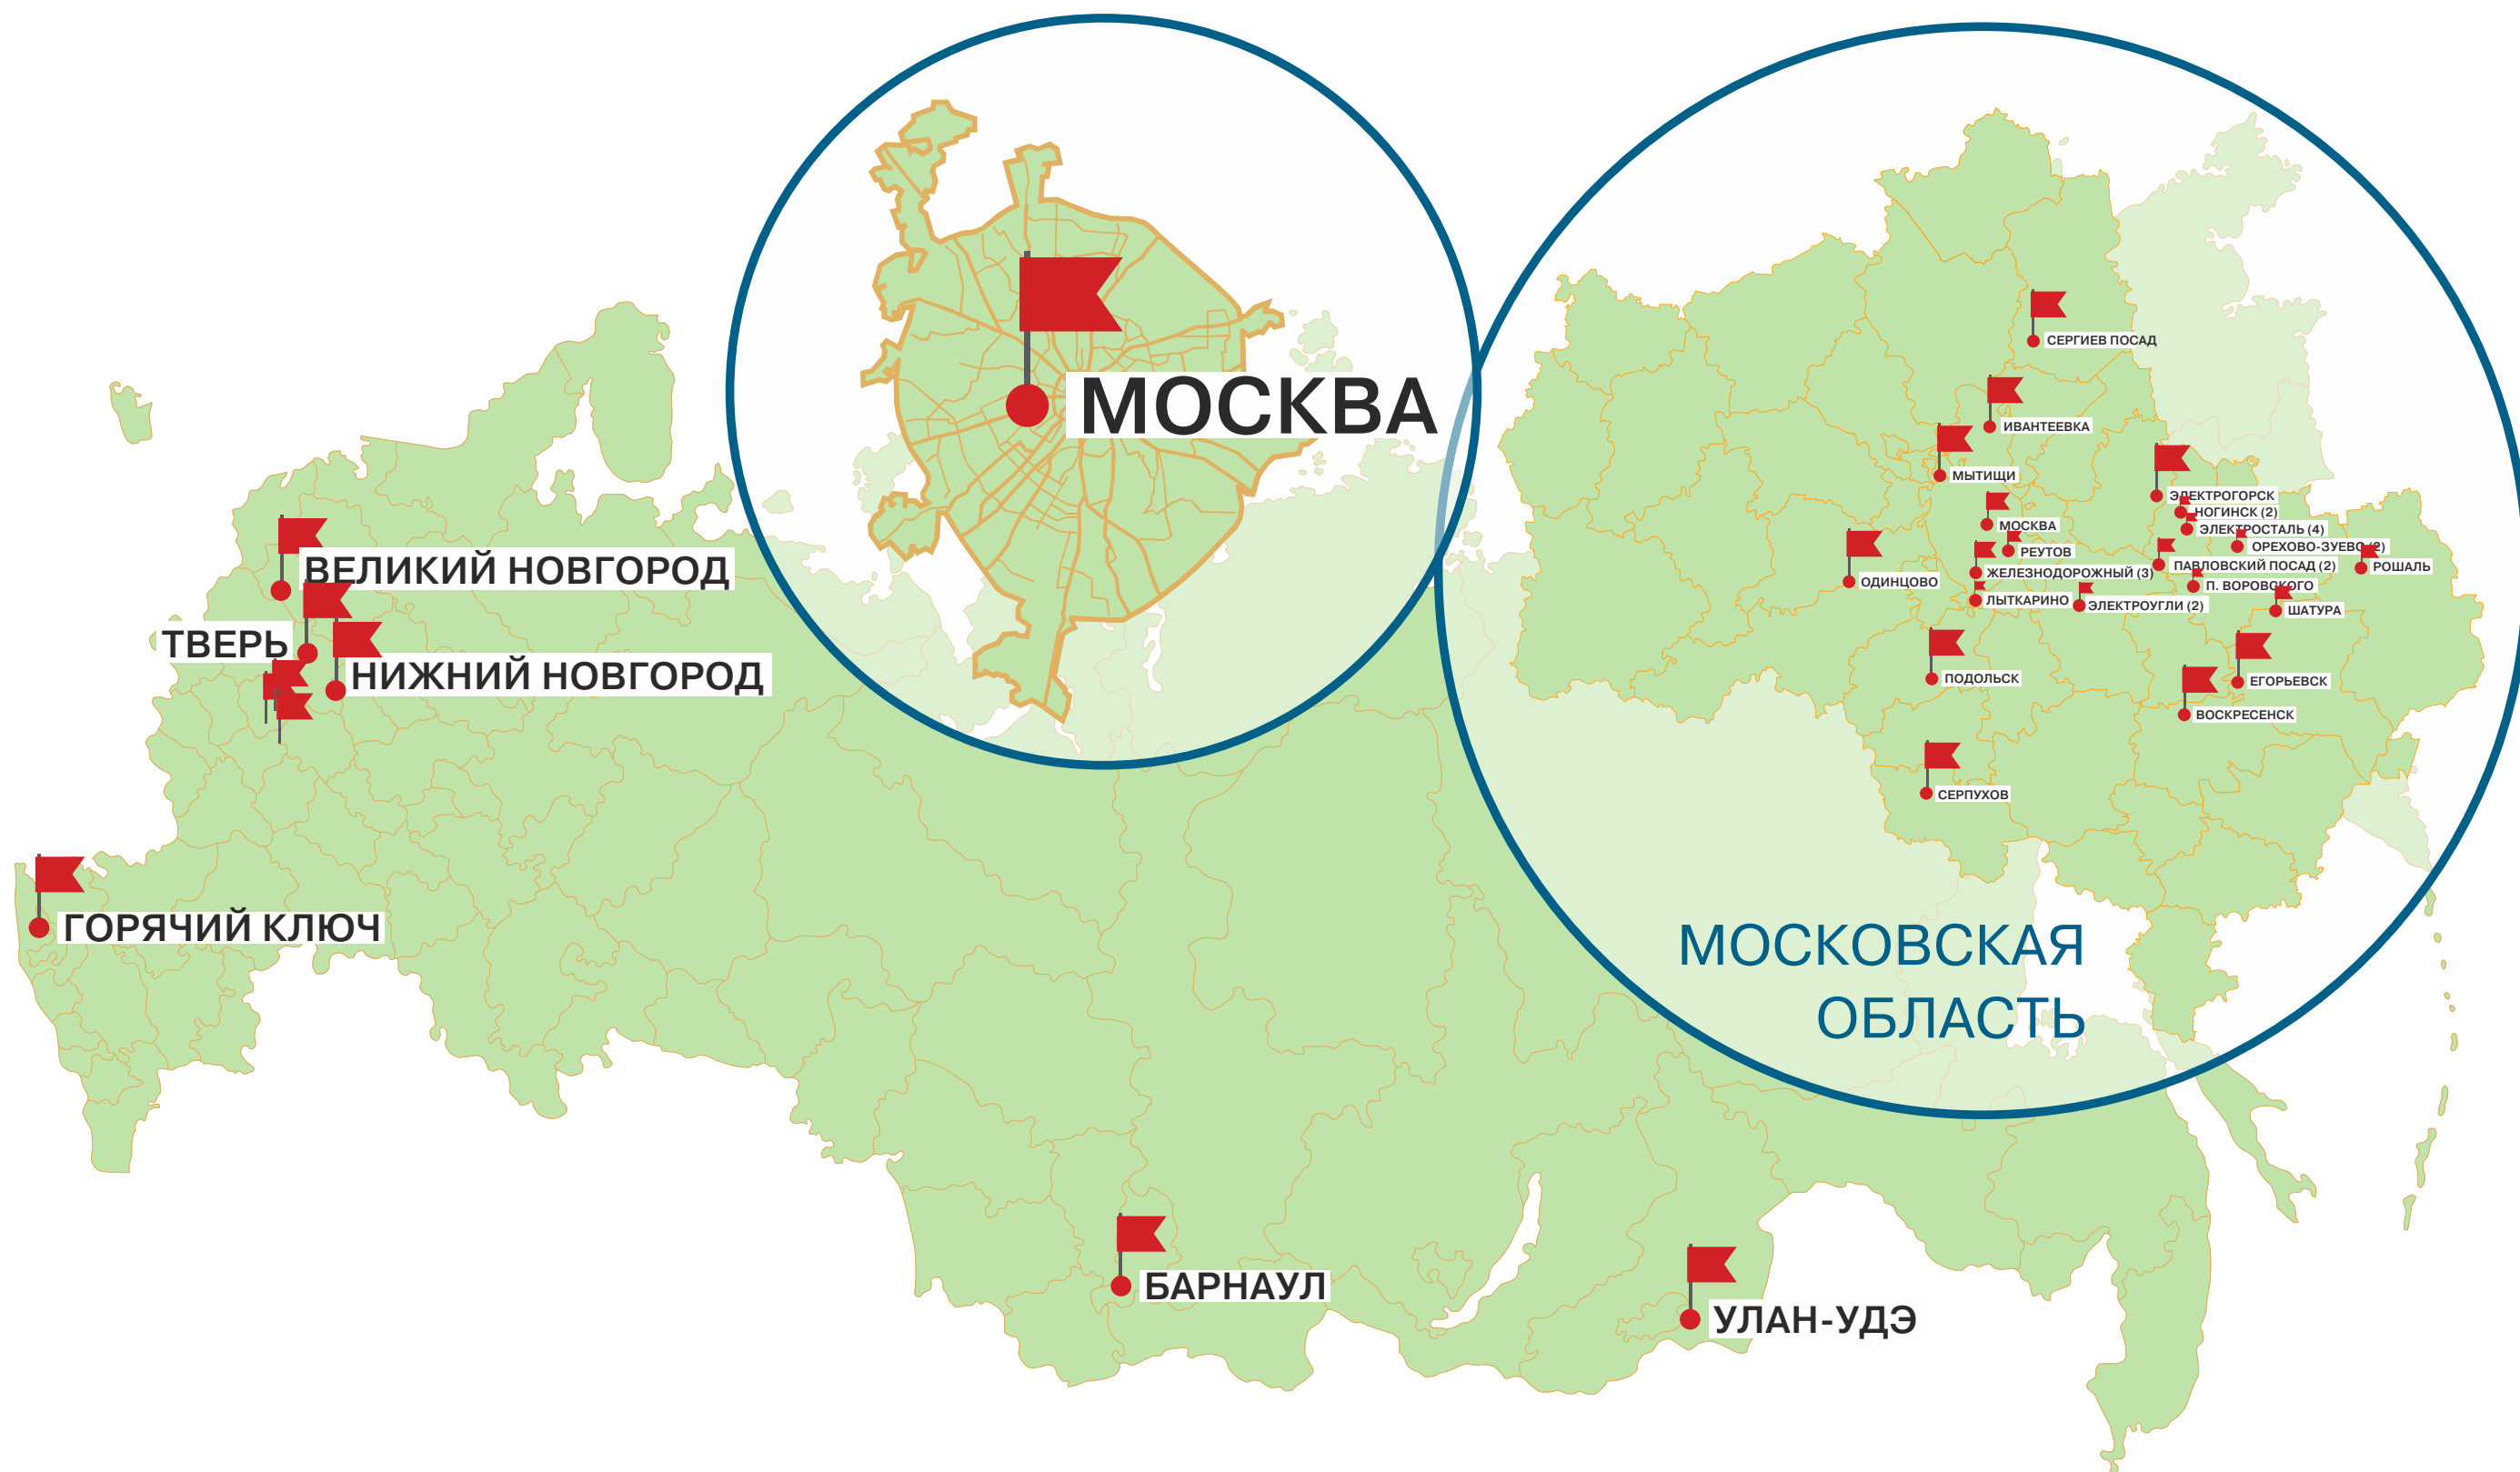 МОСКВА
СЕРГИЕВ ПОСАД
ИВАНТЕЕВКА
МЫТИЩИ
ЭЛЕКТРОГОРСК
НОГИНСК (2)
МОСКВА
ЭЛЕКТРОСТАЛЬ (4)
РЕУТОВ
ОРЕХОВО-ЗУЕВО (2)
ПАВЛОВСКИЙ ПОСАД (2)
РОШАЛЬ
ЖЕЛЕЗНОДОРОЖНЫЙ (3)
ОДИНЦОВО
П. ВОРОВСКОГО
ЛЫТКАРИНО
ЭЛЕКТРОУГЛИ (2)
ШАТУРА
ПОДОЛЬСК
ЕГОРЬЕВСК
ВОСКРЕСЕНСК
СЕРПУХОВ
МОСКОВСКАЯ
ОБЛАСТЬ
ВЕЛИКИЙ НОВГОРОД
ТВЕРЬ
НИЖНИЙ НОВГОРОД
ГОРЯЧИЙ КЛЮЧ
БАРНАУЛ
УЛАН-УДЭ